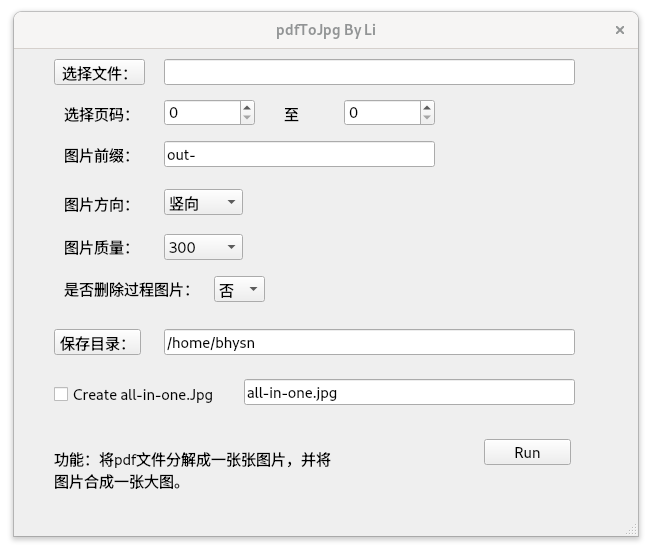 pdfToJpg By Li
选择文件：
选择页码： 0 至 0
图片前缀： out-
图片方向： 竖向
图片质量： 300
是否删除过程图片： 否
保存目录： /home/bhysn
Create all-in-one.Jpg all-in-one.jpg
Run
功能：将pdf文件分解成一张张图片，并将
图片合成一张大图。